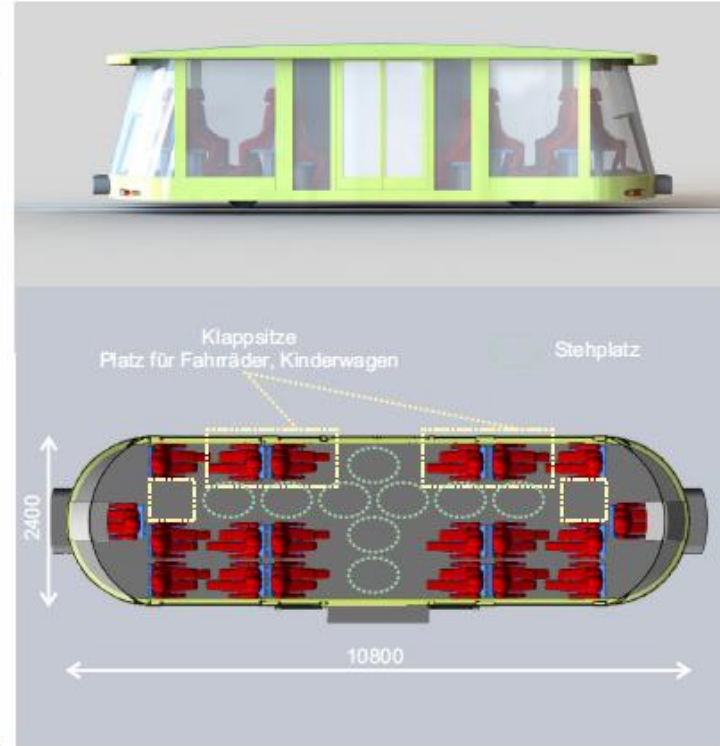 Klappsitze
Platz für Fahrräder, Kinderwagen
Stehplatz
2400
10800